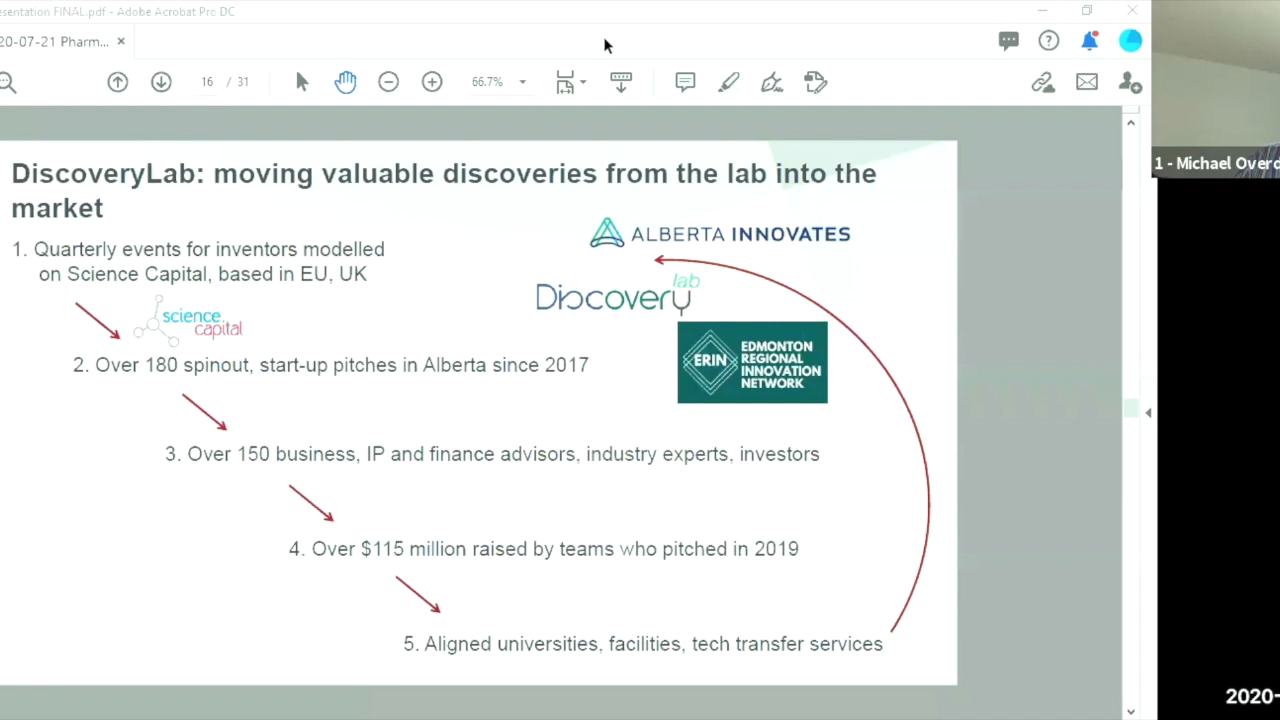 esentation FINAL.pdf - Adobe Acrobat Pro DC
20-07-21 Pharm... ×
16 / 31
66.7%
DiscoveryLab: moving valuable discoveries from the lab into the
market
1. Quarterly events for inventors modelled
on Science Capital, based in EU, UK
science
capital
ALBERTA INNOVATES
Discovery
lab
2. Over 180 spinout, start-up pitches in Alberta since 2017
ERIN
EDMONTON
REGIONAL
INNOVATION
NETWORK
3. Over 150 business, IP and finance advisors, industry experts, investors
4. Over $115 million raised by teams who pitched in 2019
5. Aligned universities, facilities, tech transfer services
1 - Michael Overd
2020-